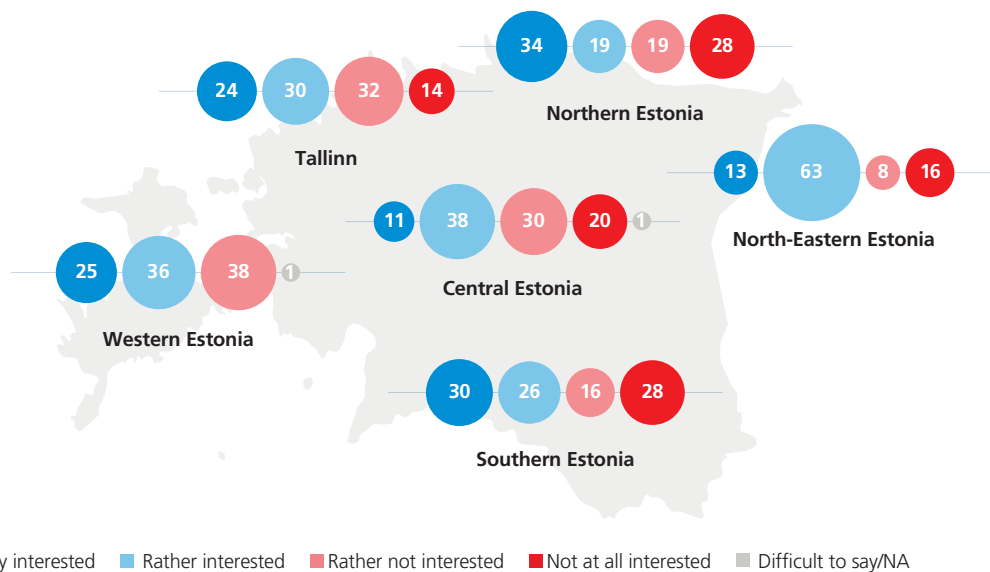 34 19 19 28
Northern Estonia
24 30 32 14
Tallinn
13 63 8 16
North-Eastern Estonia
11 38 30 20 1
Central Estonia
25 36 38 1
Western Estonia
30 26 16 28
Southern Estonia
y interested Rather interested Rather not interested Not at all interested Difficult to say/NA